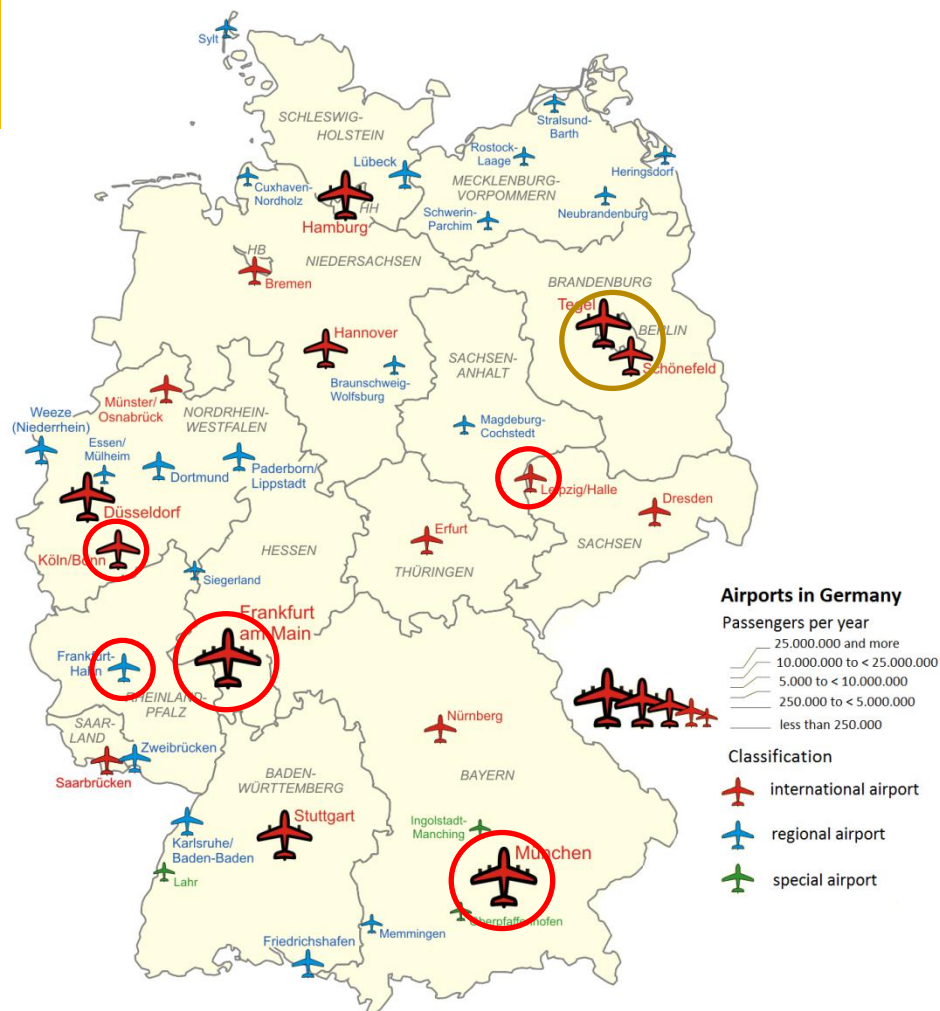 Sylt
SCHLESWIG-
HOLSTEIN
Stralsund-
Barth
Rostock-
Laage
Lübeck
Heringsdorf
Cuxhaven-
Nordholz
MECKLENBURG-
VORPOMMERN
HH
Schwerin-
Parchim
Neubrandenburg
Hamburg
HB
NIEDERSACHSEN
Bremen
BRANDENBURG
Tegel
BERLIN
Hannover
Schönefeld
SACHSEN-
ANHALT
Braunschweig-
Wolfsburg
Münster/
Osnabrück
NORDRHEIN-
WESTFALEN
Weeze
(Niederrhein)
Essen/
Mülheim
Magdeburg-
Cochstedt
Dortmund
Paderborn/
Lippstadt
Leipzig/Halle
Dresden
Düsseldorf
Erfurt
SACHSEN
HESSEN
Köln/Bonn
THÜRINGEN
Siegerland
Frankfurt
am Main
Frankfurt-
Hahn
RHEINLAND-
PFALZ
SAAR-
LAND
Nürnberg
Zweibrücken
Saarbrücken
BADEN-
WÜRTTEMBERG
BAYERN
Stuttgart
Ingolstadt-
Manching
Karlsruhe/
Baden-Baden
München
Lahr
Oberpfaffenhofen
Memmingen
Friedrichshafen
Airports in Germany
Passengers per year
25.000.000 and more
10.000.000 to < 25.000.000
5.000 to < 10.000.000
250.000 to < 5.000.000
less than 250.000
Classification
international airport
regional airport
special airport